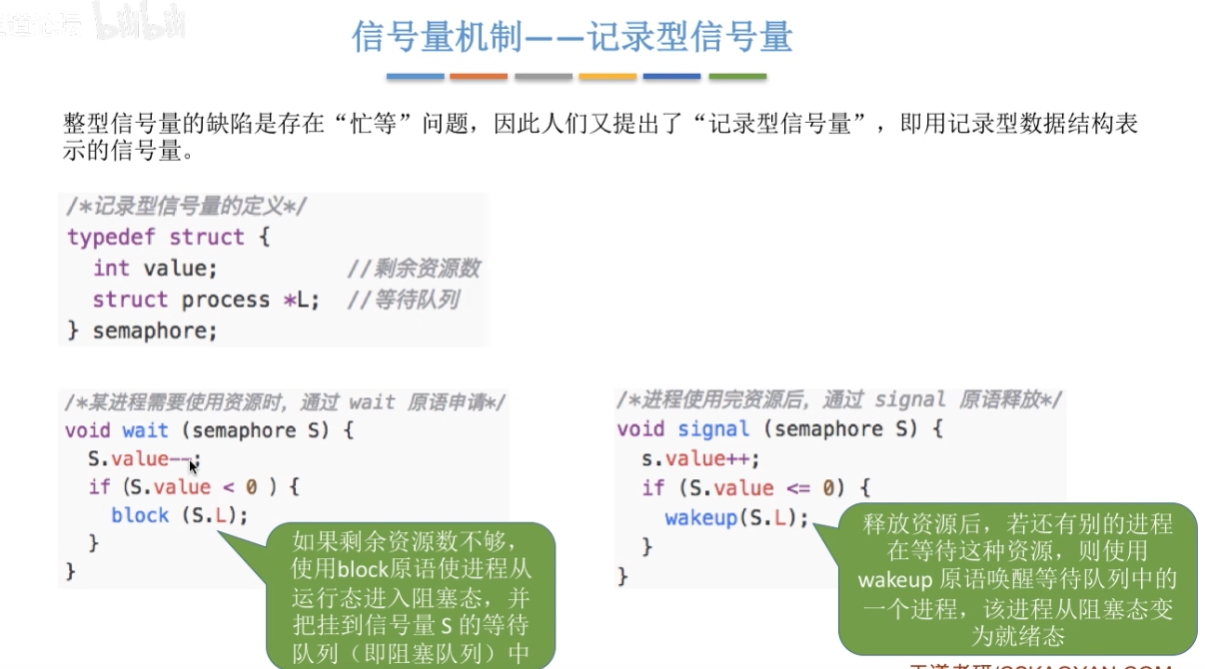 bilibili
信号量机制——记录型信号量
整型信号量的缺陷是存在“忙等”问题，因此人们又提出了“记录型信号量”，即用记录型数据结构表
示的信号量。
/*记录型信号量的定义*/
typedef struct {
int value; //剩余资源数
struct process *L; //等待队列
} semaphore;
/*某进程需要使用资源时，通过 wait 原语申请*/
void wait (semaphore S) {
S.value--;
if (S.value < 0 ) {
block (S.L);
}
}
如果剩余资源数不够，
使用block原语使进程从
运行态进入阻塞态，并
把挂到信号量 S 的等待
队列（即阻塞队列）中
/*进程使用完资源后，通过 signal 原语释放*/
void signal (semaphore S) {
s.value++;
if (S.value <= 0) {
wakeup(S.L);
}
}
释放资源后，若还有别的进程
在等待这种资源，则使用
wakeup 原语唤醒等待队列中的
一个进程，该进程从阻塞态变
为就绪态